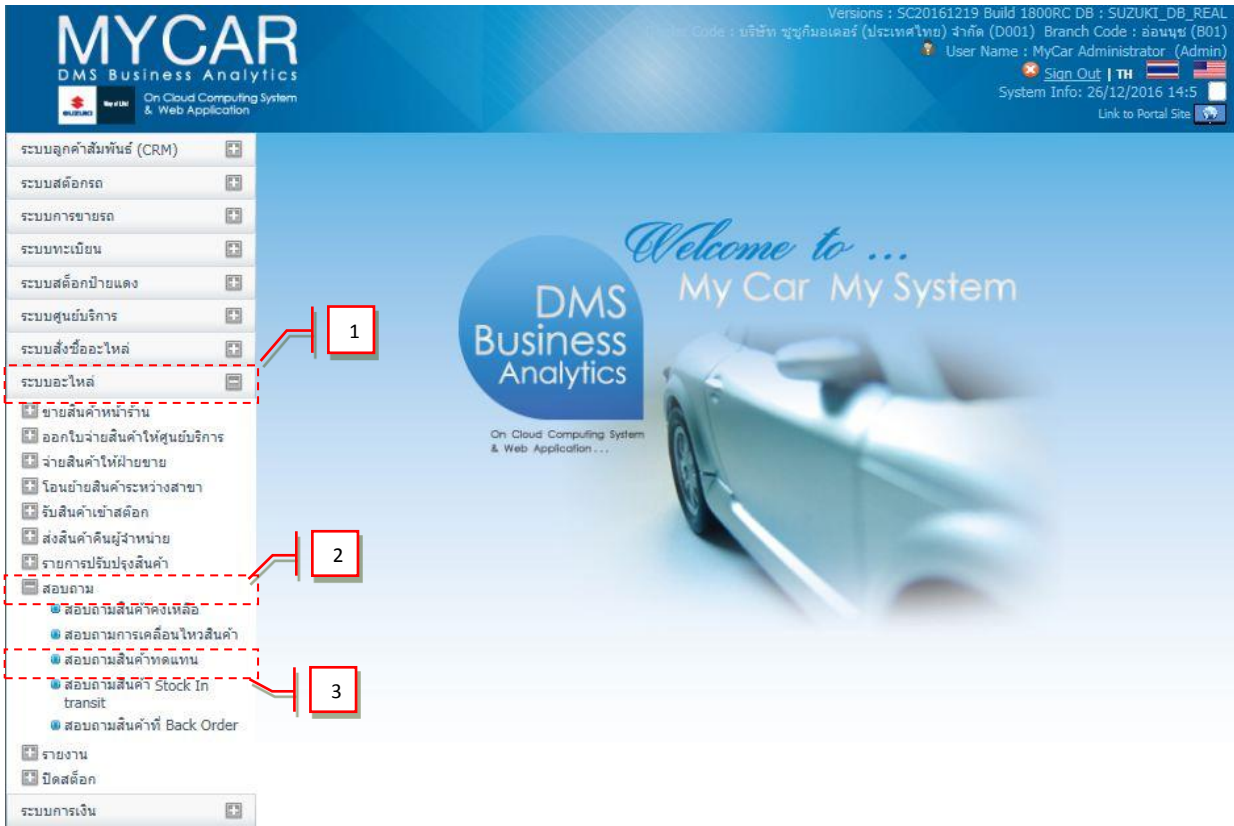 MYCAR
DMS Business Analytics
SUZUKI Way of Life!
On Cloud Computing System
& Web Application
Versions : SC20161219 Build 1800RC DB : SUZUKI_DB_REAL
Code : บริษัท ซูซูกิมอเตอร์ (ประเทศไทย) จำกัด (D001) Branch Code : อ่อนนุช (B01)
User Name : MyCar Administrator (Admin)
Sign Out | TH
System Info: 26/12/2016 14:5
Link to Portal Site
ระบบลูกค้าสัมพันธ์ (CRM)
ระบบสต๊อกรถ
ระบบการขายรถ
ระบบทะเบียน
ระบบสต็อกป้ายแดง
ระบบศูนย์บริการ
ระบบสั่งซื้ออะไหล่
ระบบอะไหล่
ขายสินค้าหน้าร้าน
ออกใบจ่ายสินค้าให้ศูนย์บริการ
จ่ายสินค้าให้ฝ่ายขาย
โอนย้ายสินค้าระหว่างสาขา
รับสินค้าเข้าสต๊อก
ส่งสินค้าคืนผู้จำหน่าย
รายการปรับปรุงสินค้า
สอบถาม
สอบถามสินค้าคงเหลือ
สอบถามการเคลื่อนไหวสินค้า
สอบถามสินค้าทดแทน
สอบถามสินค้า Stock In
transit
สอบถามสินค้าที่ Back Order
รายงาน
ปิดสต็อก
ระบบการเงิน
1
2
3
Welcome to ...
My Car My System
DMS
Business
Analytics
On Cloud Computing System
& Web Application...